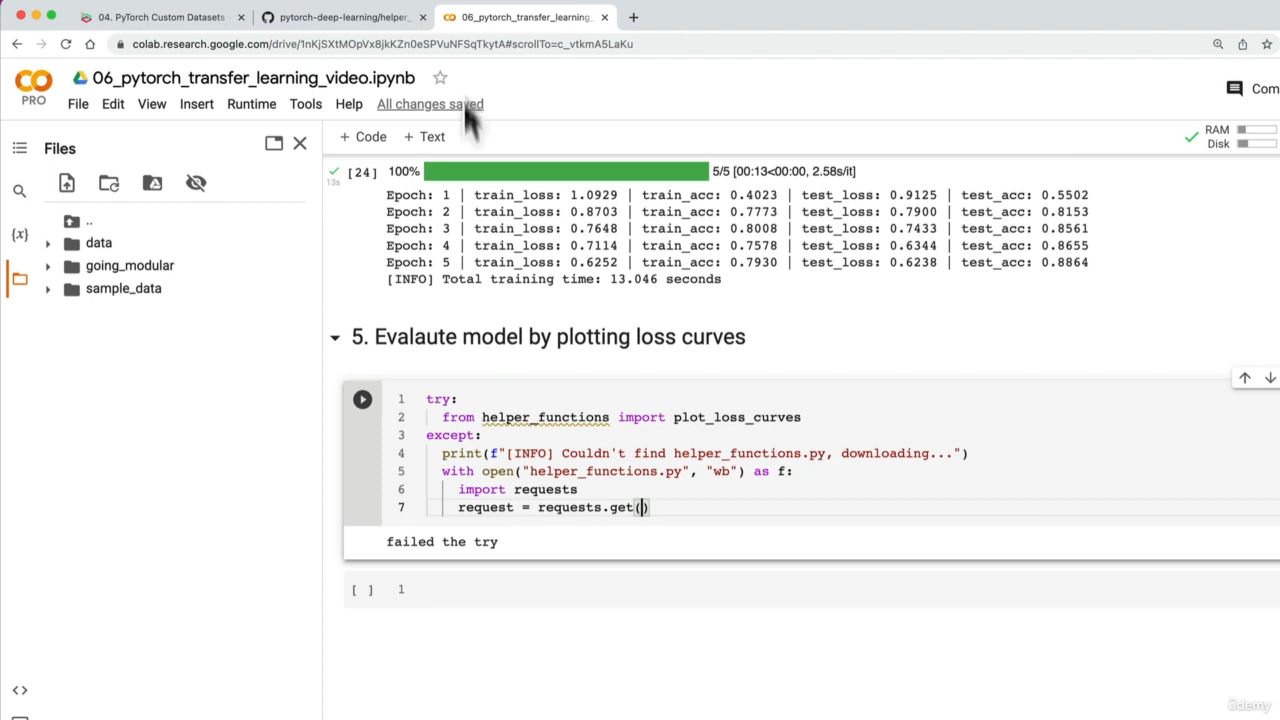 04. PyTorch Custom Datasets -
pytorch-deep-learning/helper_
06_pytorch_transfer_learning_
colab.research.google.com/drive/1nKjSXtMOpVx8jkKZn0eSPVuNFSqTkytA#scrollTo=c_vtkmA5LaKu
06_pytorch_transfer_learning_video.ipynb
PRO
File Edit View Insert Runtime Tools Help All changes saved
Com
Files
+ Code + Text
RAM
Disk
..
data
going_modular
sample_data
{x}
13s
[24] 100% 5/5 [00:13<00:00, 2.58s/it]
Epoch: 1 | train_loss: 1.0929 | train_acc: 0.4023 | test_loss: 0.9125 | test_acc: 0.5502
Epoch: 2 | train_loss: 0.8703 | train_acc: 0.7773 | test_loss: 0.7900 | test_acc: 0.8153
Epoch: 3 | train_loss: 0.7648 | train_acc: 0.8008 | test_loss: 0.7433 | test_acc: 0.8561
Epoch: 4 | train_loss: 0.7114 | train_acc: 0.7578 | test_loss: 0.6344 | test_acc: 0.8655
Epoch: 5 | train_loss: 0.6252 | train_acc: 0.7930 | test_loss: 0.6238 | test_acc: 0.8864
[INFO] Total training time: 13.046 seconds
5. Evalaute model by plotting loss curves
1 try:
2 from helper_functions import plot_loss_curves
3 except:
4 print(f"[INFO] Couldn't find helper_functions.py, downloading...")
5 with open("helper_functions.py", "wb") as f:
6 import requests
7 request = requests.get()
failed the try
[ ] 1
ûdemy